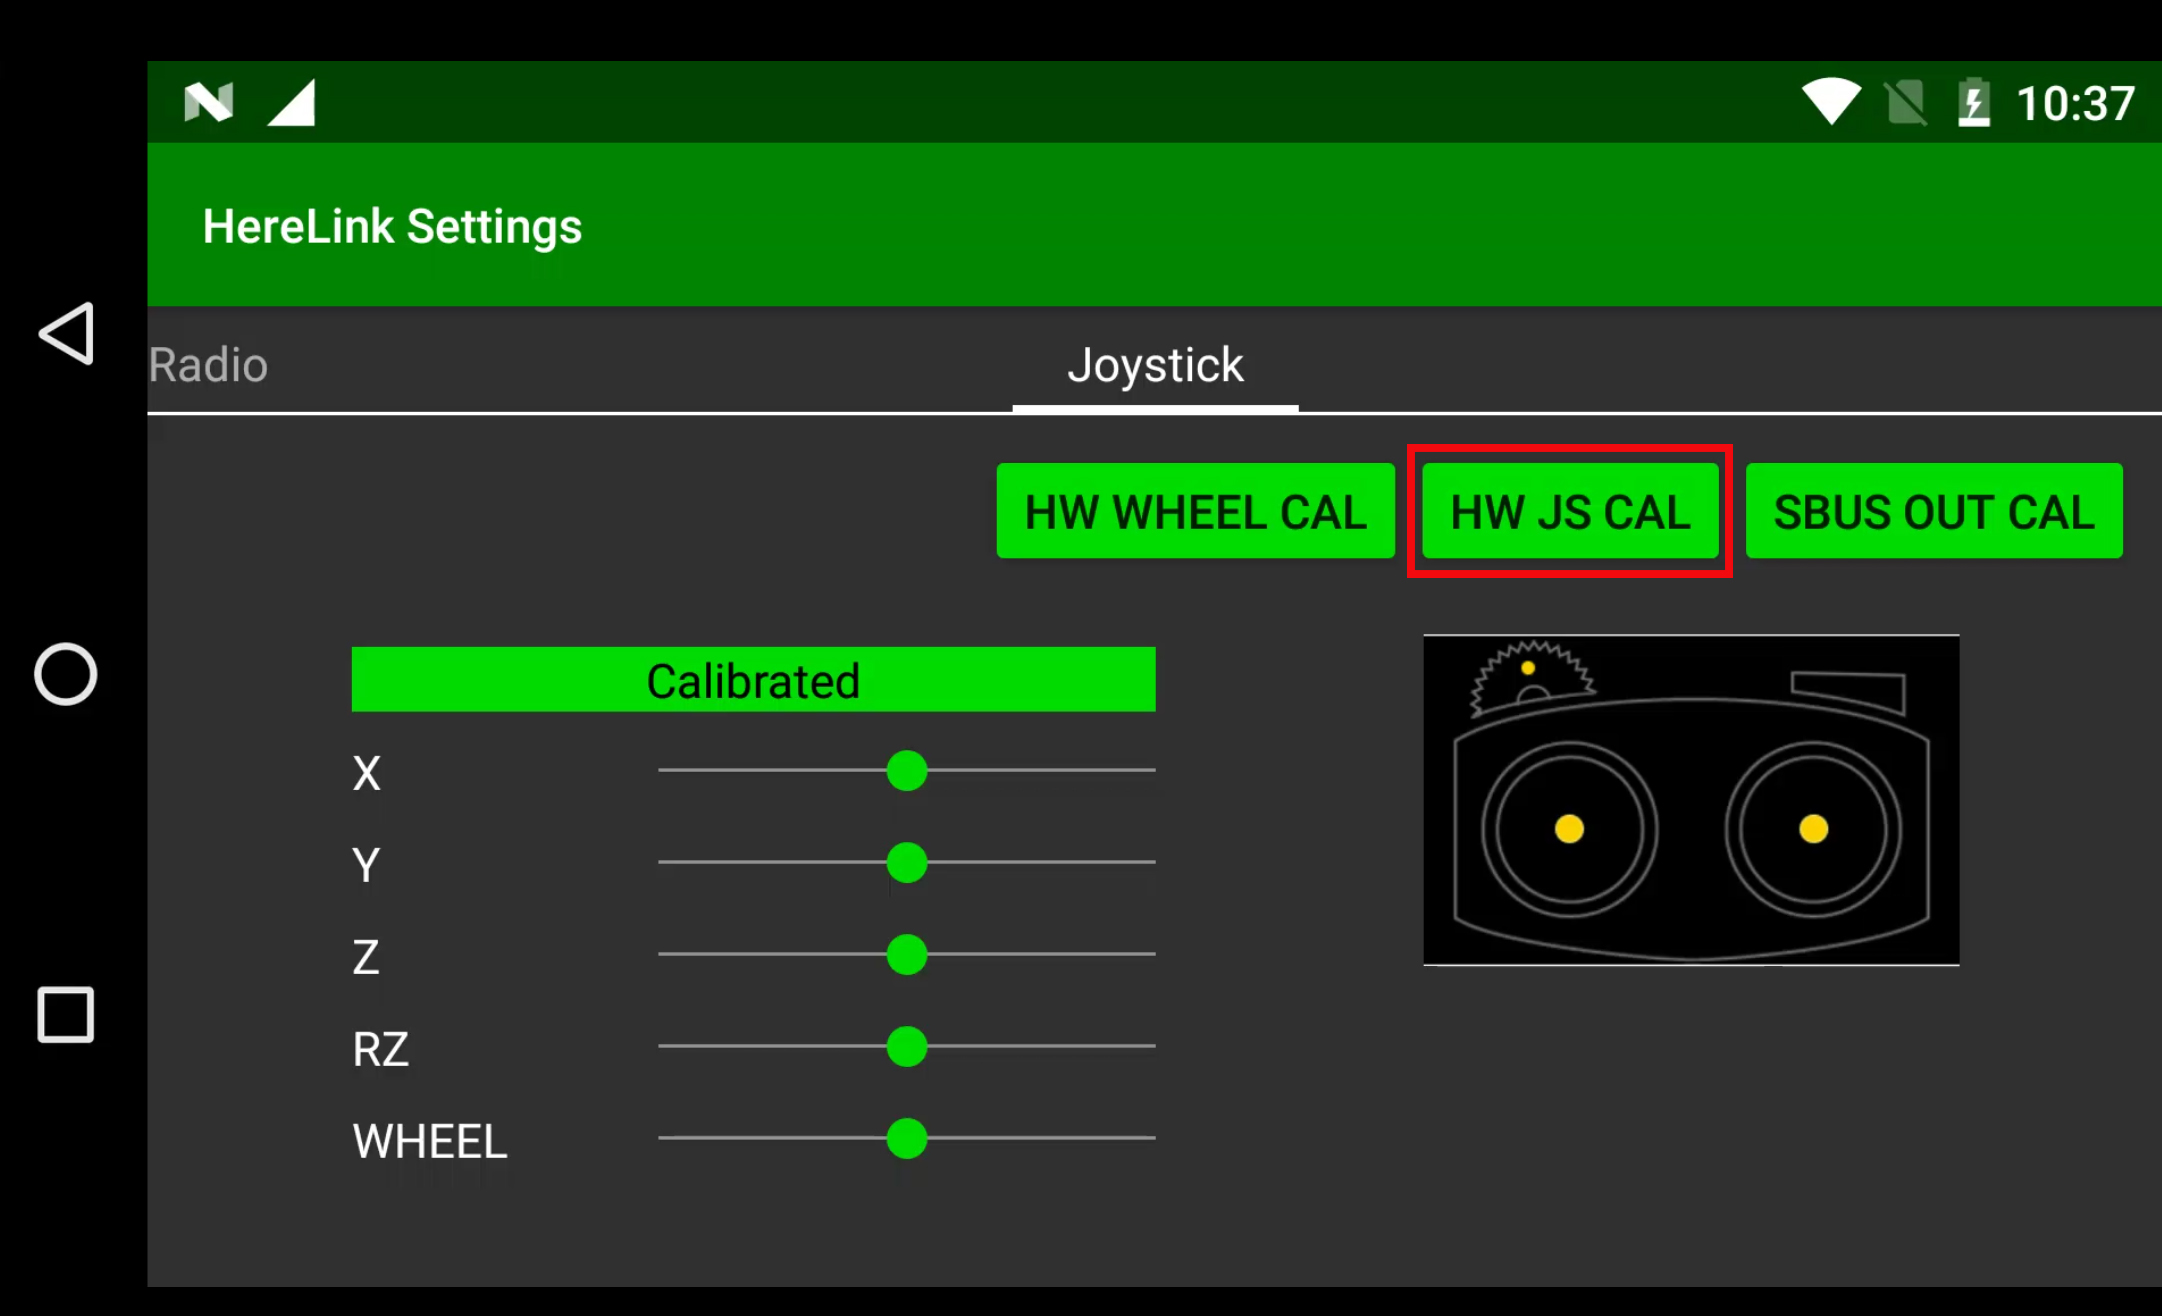 10:37
HereLink Settings
Radio
Joystick
HW WHEEL CAL
HW JS CAL
SBUS OUT CAL
Calibrated
X
Y
Z
RZ
WHEEL